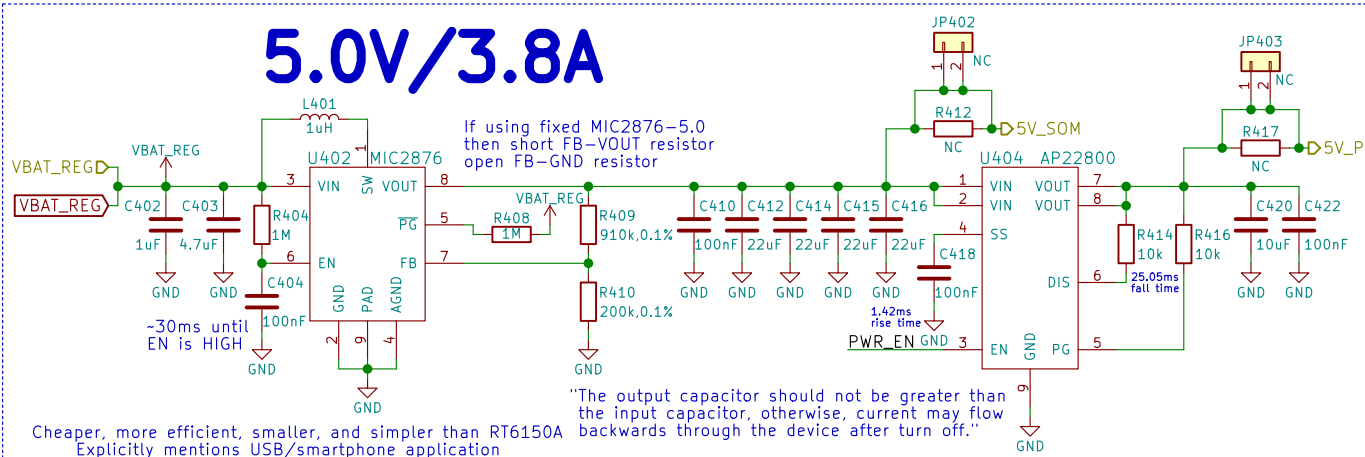 5.0V/3.8A
JP402
1
2
NC
JP403
1
2
NC
L401
1uH
If using fixed MIC2876-5.0
then short FB-VOUT resistor
open FB-GND resistor
R412
NC
5V_SOM
R417
NC
5V_P
VBAT_REG
VBAT_REG
VBAT_REG
U402 MIC2876
1
3 VIN
SW
VOUT 8
5
PG
6 EN
FB 7
GND
PAD
AGND
2
9
4
GND
C402
1uF
GND
C403
4.7uF
GND
R404
1M
C404
100nF
GND
~30ms until
EN is HIGH
R408
1M
VBAT_REG
R409
910k,0.1%
R410
200k,0.1%
GND
C410
100nF
GND
C412
22uF
GND
C414
22uF
GND
C415
22uF
GND
C416
22uF
GND
C418
100nF
GND
1.42ms
rise time
PWR_EN
U404 AP22800
1 VIN
2 VIN
4 SS
3 EN
VOUT 7
VOUT 8
DIS 6
PG 5
GND
9
GND
R414
10k
25.05ms
fall time
R416
10k
C420
10uF
GND
C422
100nF
GND
"The output capacitor should not be greater than
the input capacitor, otherwise, current may flow
backwards through the device after turn off."
Cheaper, more efficient, smaller, and simpler than RT6150A
Explicitly mentions USB/smartphone application